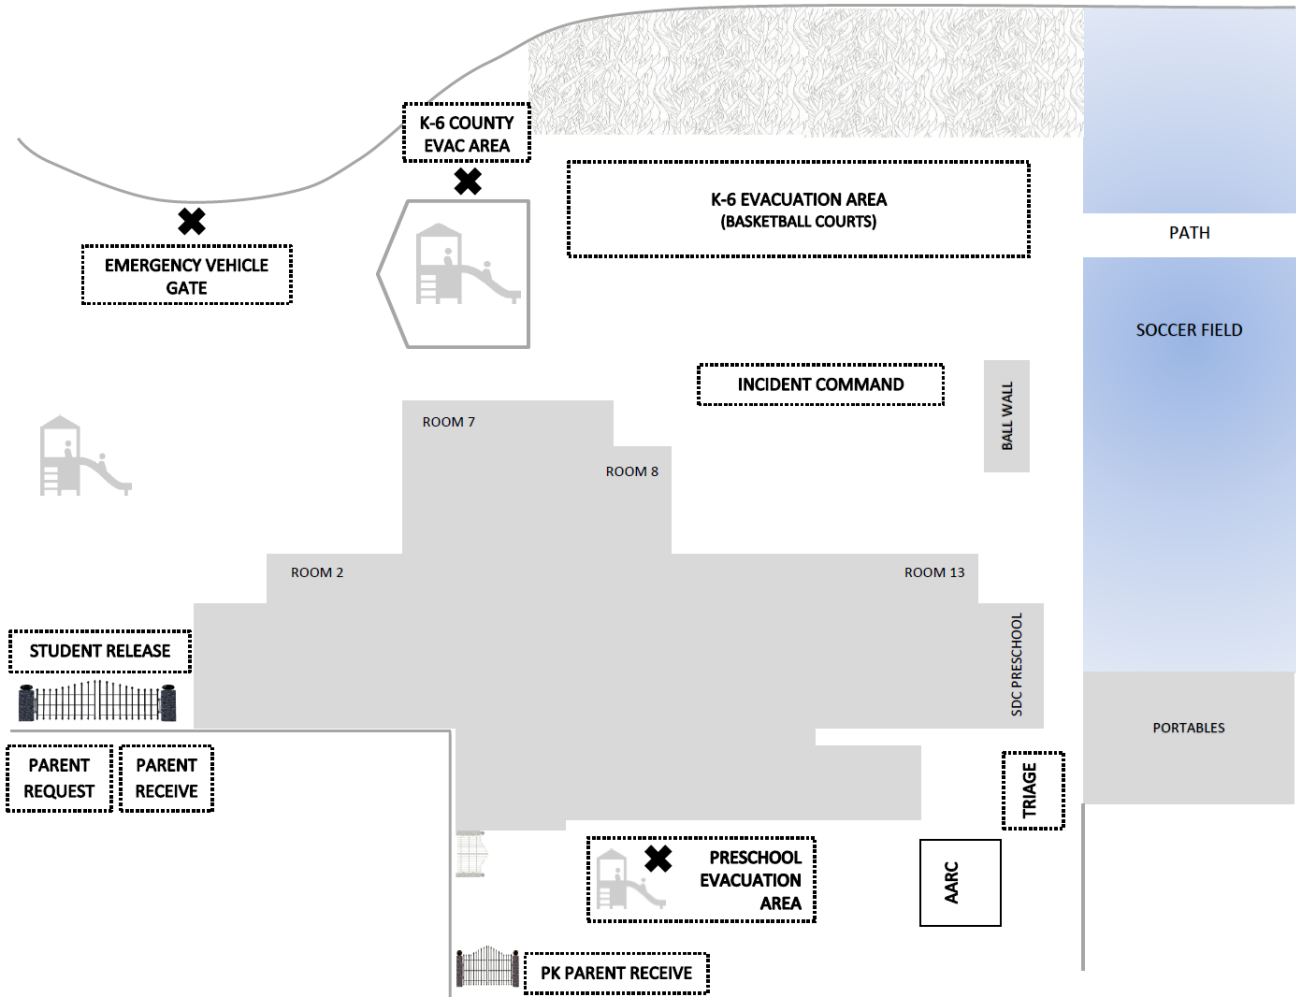 K-6 COUNTY
EVAC AREA
K-6 EVACUATION AREA
(BASKETBALL COURTS)
PATH
EMERGENCY VEHICLE
GATE
SOCCER FIELD
INCIDENT COMMAND
BALL WALL
ROOM 7
ROOM 8
ROOM 2
ROOM 13
STUDENT RELEASE
SDC PRESCHOOL
PORTABLES
PARENT
REQUEST
PARENT
RECEIVE
TRIAGE
PRESCHOOL
EVACUATION
AREA
AARC
PK PARENT RECEIVE